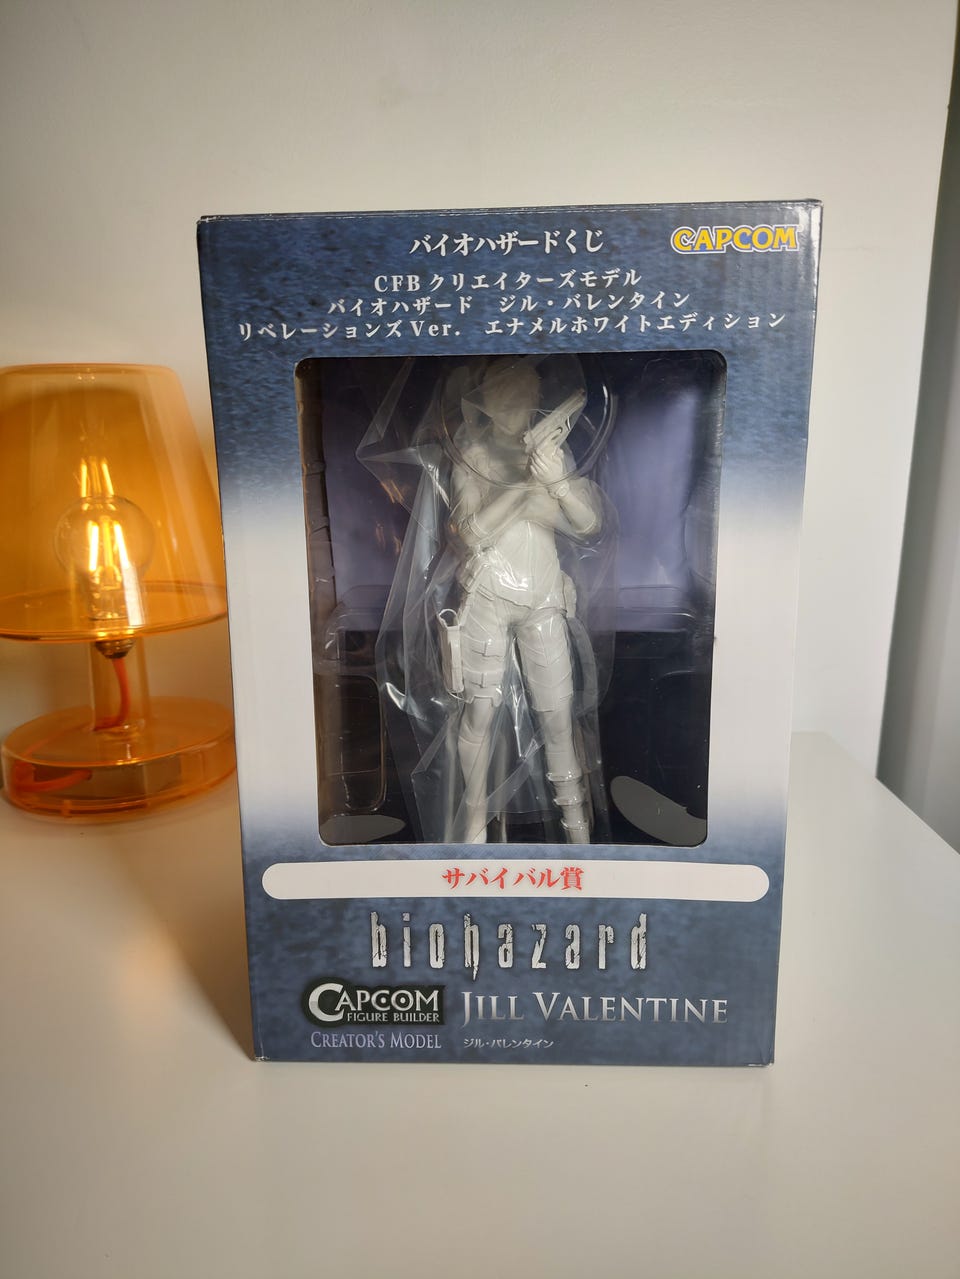 バイオハザードくじ
CAPCOM
CFB クリエイターズモデル
バイオハザード ジル・バレンタイン
リベレーションズ Ver. エナメルホワイトエディション
サバイバル賞
biohazard
CAPCOM
FIGURE BUILDER
CREATOR'S MODEL
JILL VALENTINE
ジル・バレンタイン